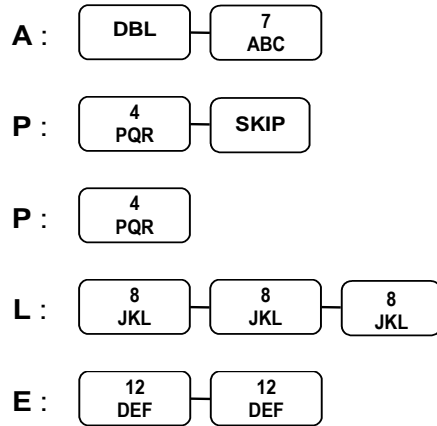 A : DBL 7 ABC
P : 4 PQR SKIP
P : 4 PQR
L : 8 JKL 8 JKL 8 JKL
E : 12 DEF 12 DEF